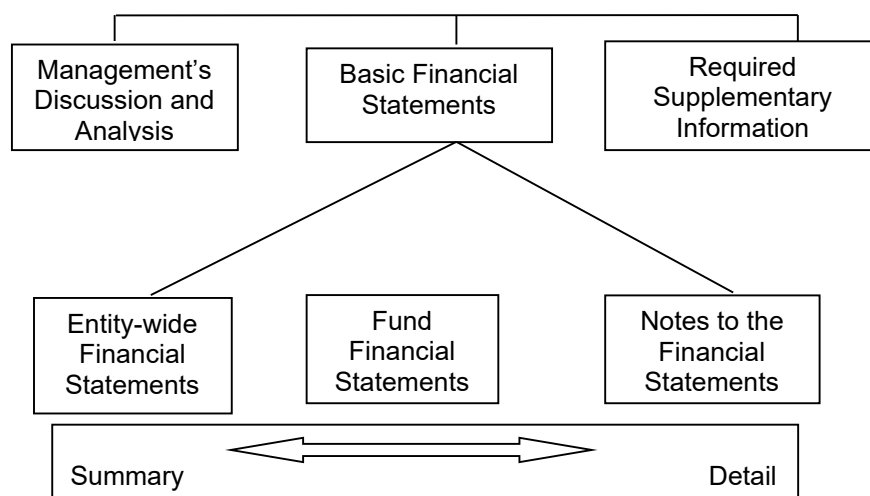 Management's
Discussion and
Analysis
Basic Financial
Statements
Required
Supplementary
Information
Entity-wide
Financial
Statements
Fund
Financial
Statements
Notes to the
Financial
Statements
Summary
Detail